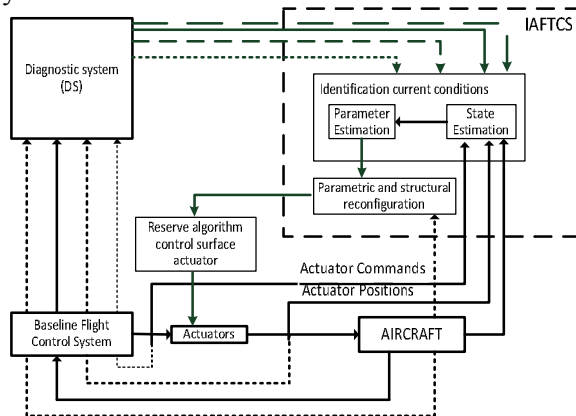 IAFTCS
Diagnostic system
(DS)
Identification current conditions
Parameter
Estimation
State
Estimation
Parametric and structural
reconfiguration
Reserve algorithm
control surface
actuator
Actuator Commands
Actuator Positions
Baseline Flight
Control System
Actuators
AIRCRAFT